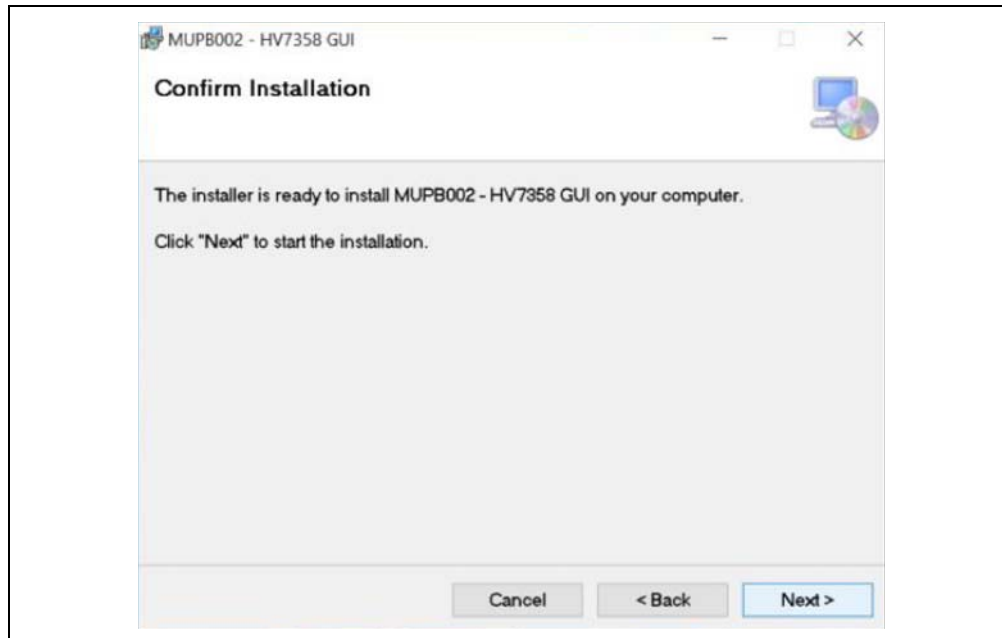 MUPB002 - HV7358 GUI
Confirm Installation
The installer is ready to install MUPB002 - HV7358 GUI on your computer.
Click "Next" to start the installation.
Cancel
< Back
Next >